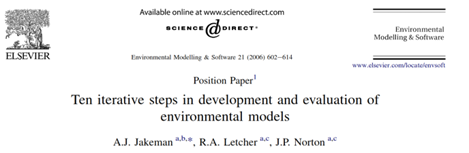 Available online at www.sciencedirect.com
SCIENCE @ DIRECT®
ELSEVIER
Environmental Modelling & Software 21 (2006) 602–614
Environmental
Modelling & Software
www.elsevier.com/locate/envsoft
Position Paper¹
Ten iterative steps in development and evaluation of
environmental models
A.J. Jakeman a,b,*, R.A. Letcher a,c, J.P. Norton a,c